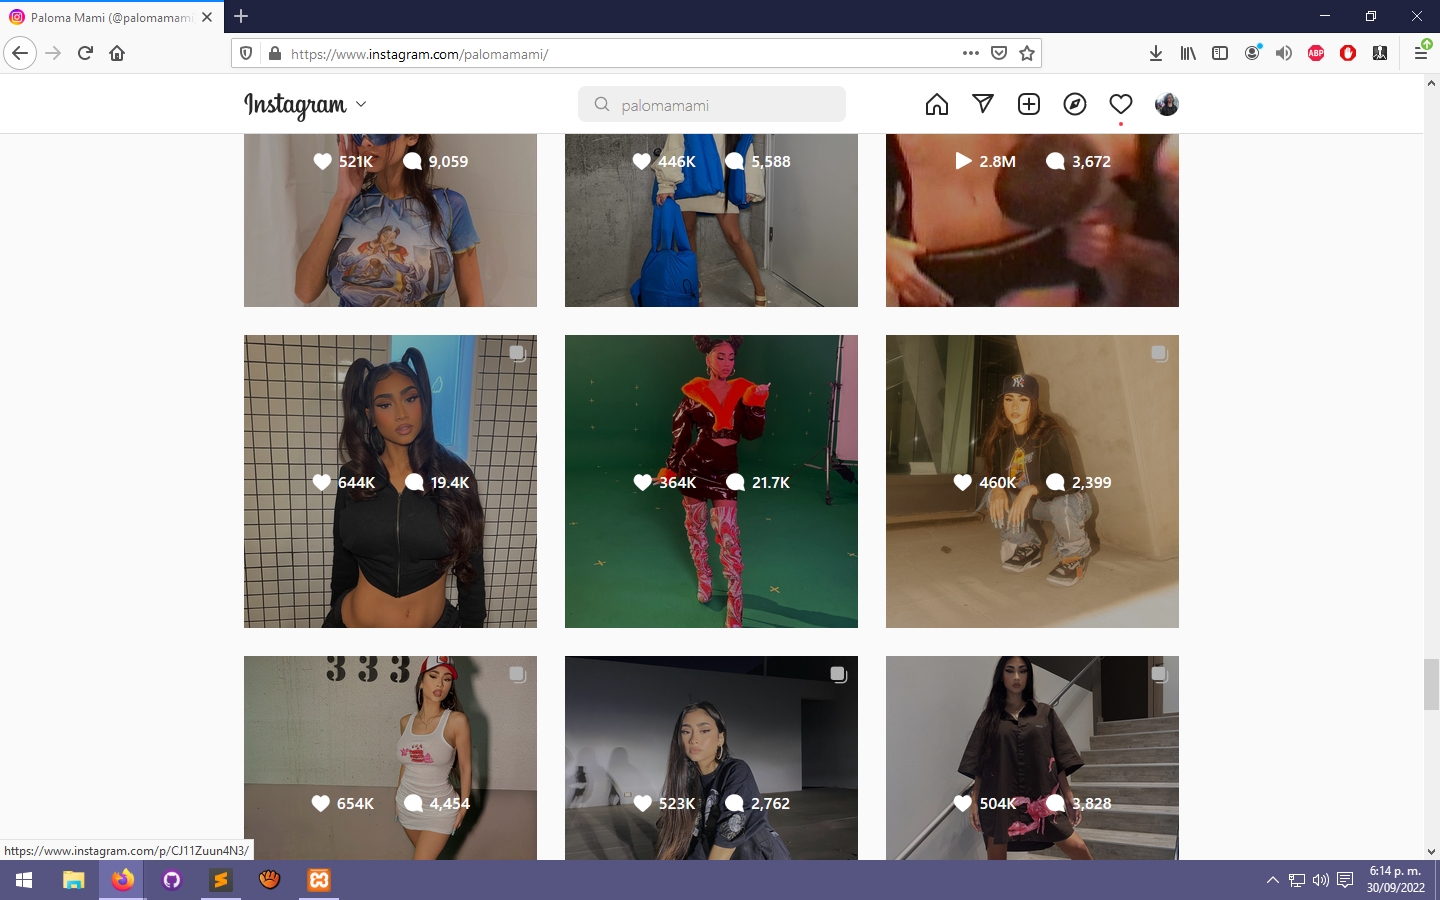 Paloma Mami (@palomamami
https://www.instagram.com/palomamami/
ABP
Instagram
palomamami
521K 9,059
446K 5,588
2.8M 3,672
644K 19.4K
364K 21.7K
460K 2,399
333
654K 4,454
523K 2,762
504K 3,828
https://www.instagram.com/p/CJ11Zuun4N3/
6:14 p. m.
30/09/2022